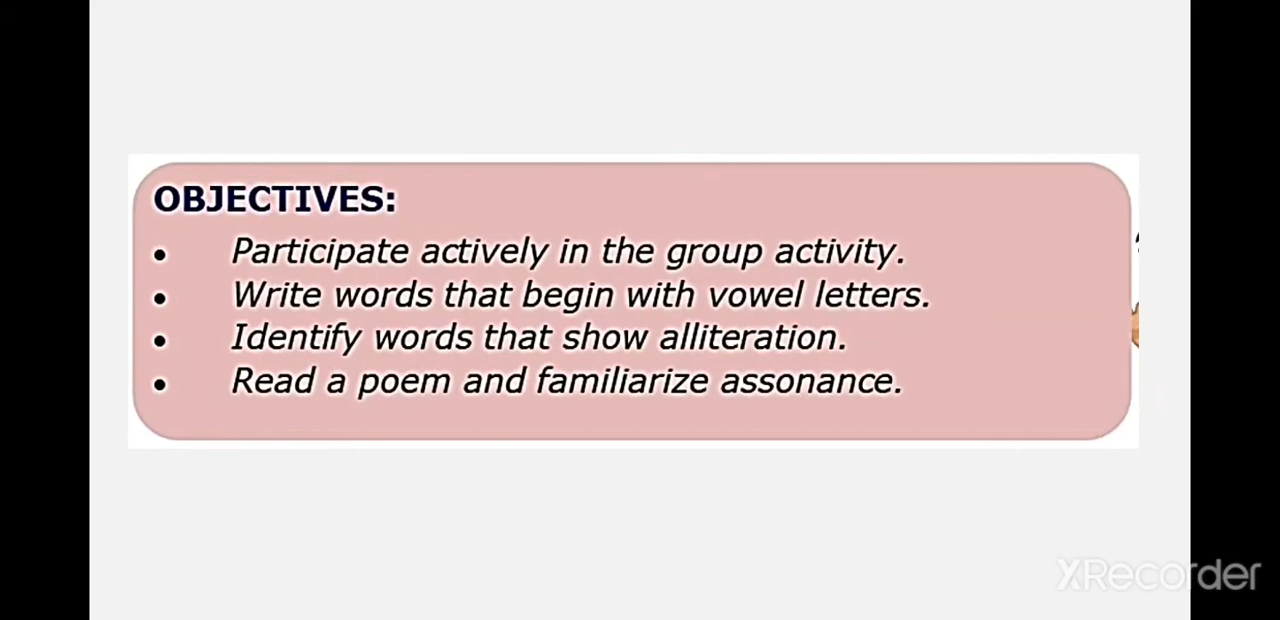 OBJECTIVES:
• Participate actively in the group activity.
• Write words that begin with vowel letters.
• Identify words that show alliteration.
• Read a poem and familiarize assonance.
XRecorder